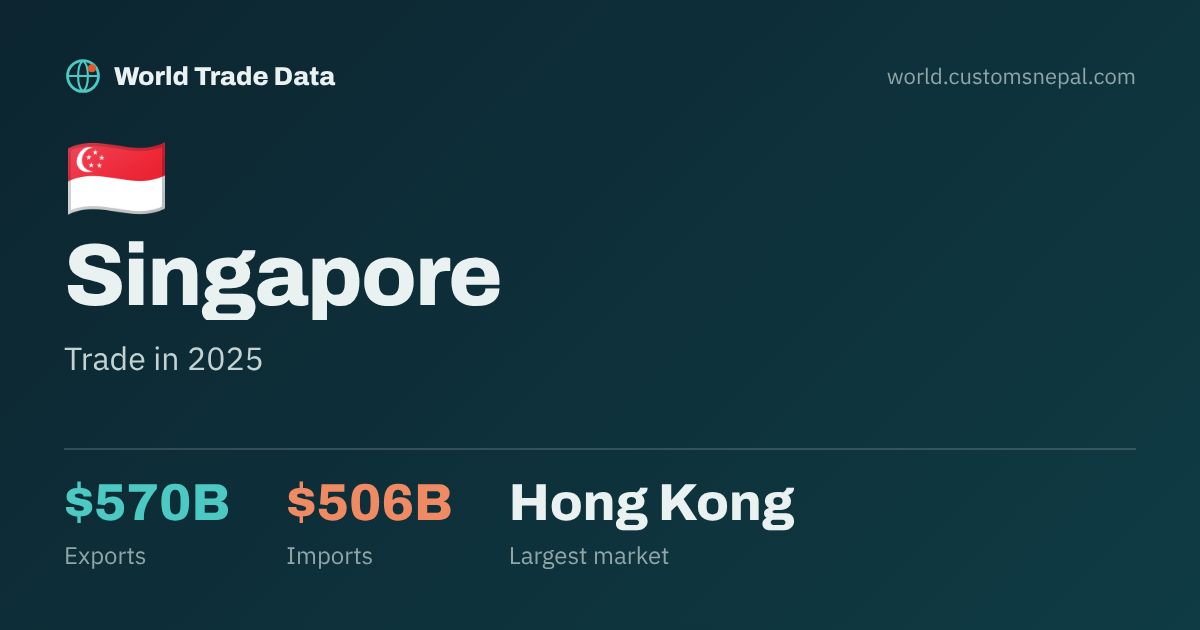 World Trade Data
world.customsnepal.com
Singapore
Trade in 2025
$570B
$506B
Hong Kong
Exports
Imports
Largest market